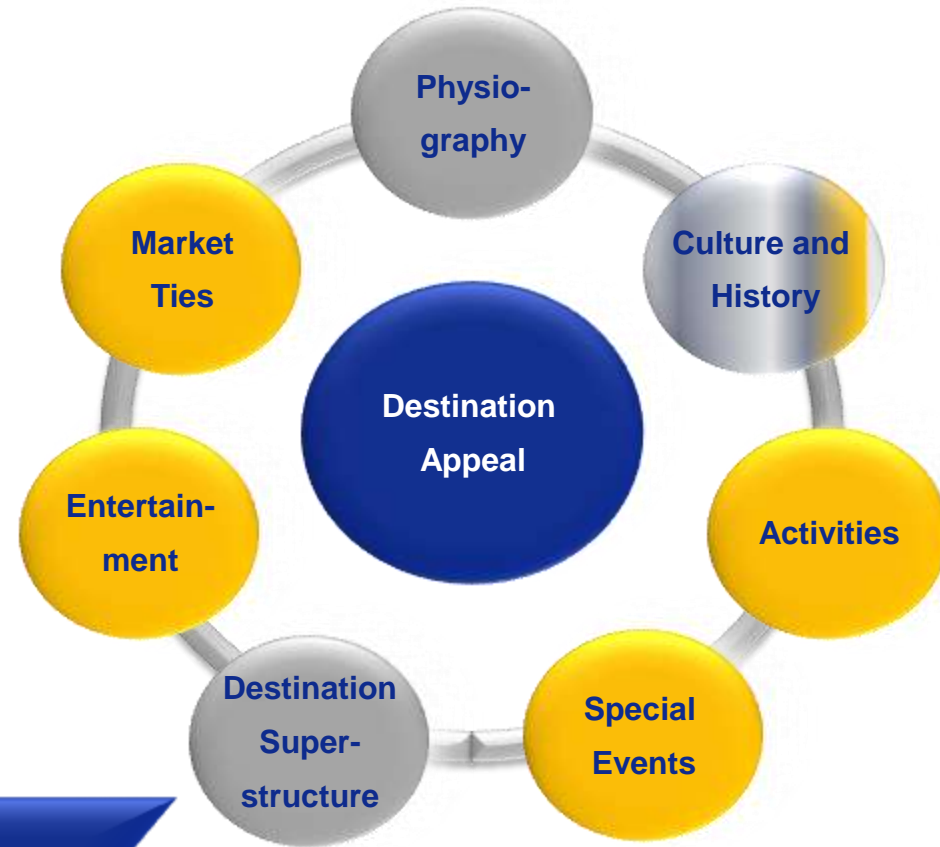 Physio-
graphy
Culture and
History
Activities
Special
Events
Destination
Super-
structure
Entertain-
ment
Market
Ties
Destination
Appeal